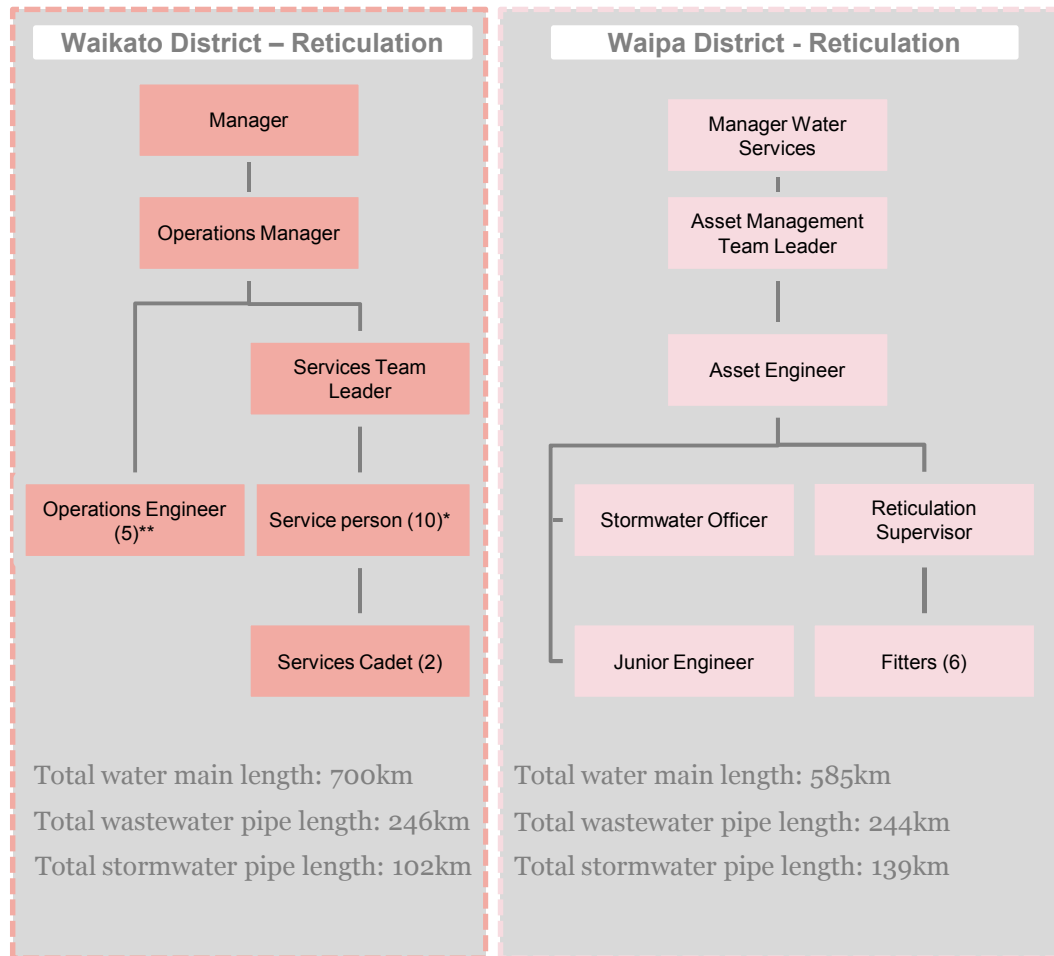 Waikato District – Reticulation
Manager
Operations Manager
Services Team
Leader
Operations Engineer
(5)**
Service person (10)*
Services Cadet (2)
Total water main length: 700km
Total wastewater pipe length: 246km
Total stormwater pipe length: 102km
Waipa District - Reticulation
Manager Water
Services
Asset Management
Team Leader
Asset Engineer
Stormwater Officer
Reticulation
Supervisor
Junior Engineer
Fitters (6)
Total water main length: 585km
Total wastewater pipe length: 244km
Total stormwater pipe length: 139km